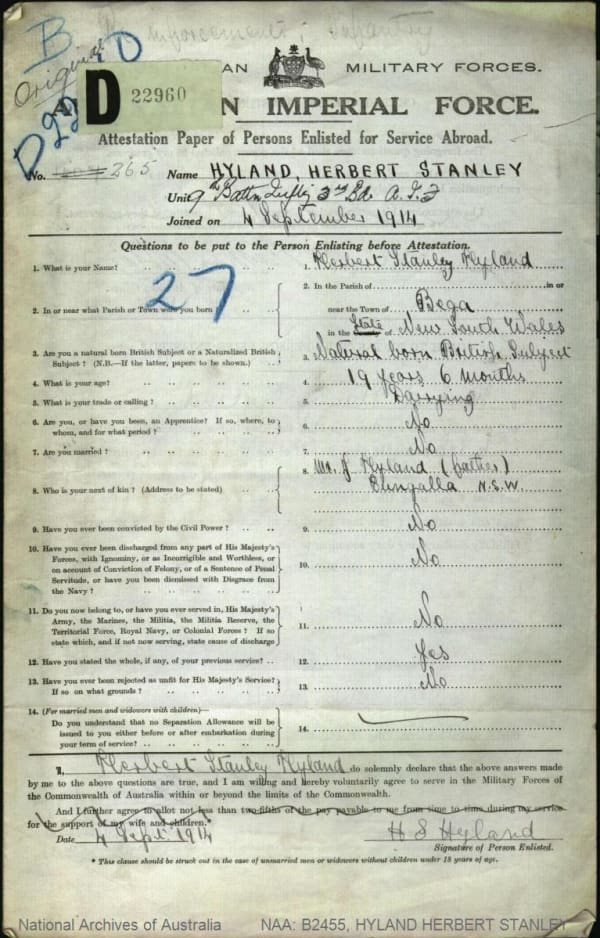 B D
Reinforcements; Infantry
Original
D 22960
AN MILITARY FORCES.
A N IMPERIAL FORCE.
Attestation Paper of Persons Enlisted for Service Abroad.
No. 265 Name HYLAND, HERBERT STANLEY
Unit 9th Battn Inftry 3rd Bde A.I.F
Joined on 4 September 1914
Questions to be put to the Person Enlisting before Attestation.
27
1. What is your Name? 1. Herbert Stanley Hyland
2. In or near what Parish or Town were you born 2. In the Parish of in or
near the Town of Bega
in the County State of New South Wales
3. Are you a natural born British Subject or a Naturalized British
Subject? (N.B.—If the latter, papers to be shown.) 3. Natural born British Subject
4. What is your age? 4. 19 years 6 months
5. What is your trade or calling? 5. Darrying
6. Are you, or have you been, an Apprentice? If so, where, to
whom, and for what period? 6. No
7. Are you married? 7. No
8. Who is your next of kin? (Address to be stated) 8. Mr. J Hyland (father)
N.S.W.
9. Have you ever been convicted by the Civil Power? 9. No
10. Have you ever been discharged from any part of His Majesty's
Forces, with Ignominy, or as Incorrigible and Worthless, or
on account of Conviction of Felony, or of a Sentence of Penal
Servitude, or have you been dismissed with Disgrace from
the Navy? 10. No
11. Do you now belong to, or have you ever served in, His Majesty's
Army, the Marines, the Militia, the Militia Reserve, the
Territorial Force, Royal Navy, or Colonial Forces? If so
state which, and if not now serving, state cause of discharge 11. No
12. Have you stated the whole, if any, of your previous service? 12. Yes
13. Have you ever been rejected as unfit for His Majesty's Service?
If so on what grounds? 13. No
14. (For married men and widowers with children)—
Do you understand that no Separation Allowance will be
issued to you either before or after embarkation during
your term of service? 14.
I, Herbert Stanley Hyland do solemnly declare that the above answers made
by me to the above questions are true, and I am willing and hereby voluntarily agree to serve in the Military Forces of
the Commonwealth of Australia within or beyond the limits of the Commonwealth.
And I further agree to allot not less than two-fifths of the pay payable to me from time to time during my service
for the support of my wife and children.*
Date 4 Sept. 1914 H S Hyland
Signature of Person Enlisted.
* This clause should be struck out in the case of unmarried men or widowers without children under 18 years of age.
National Archives of Australia NAA: B2455, HYLAND HERBERT STANLEY